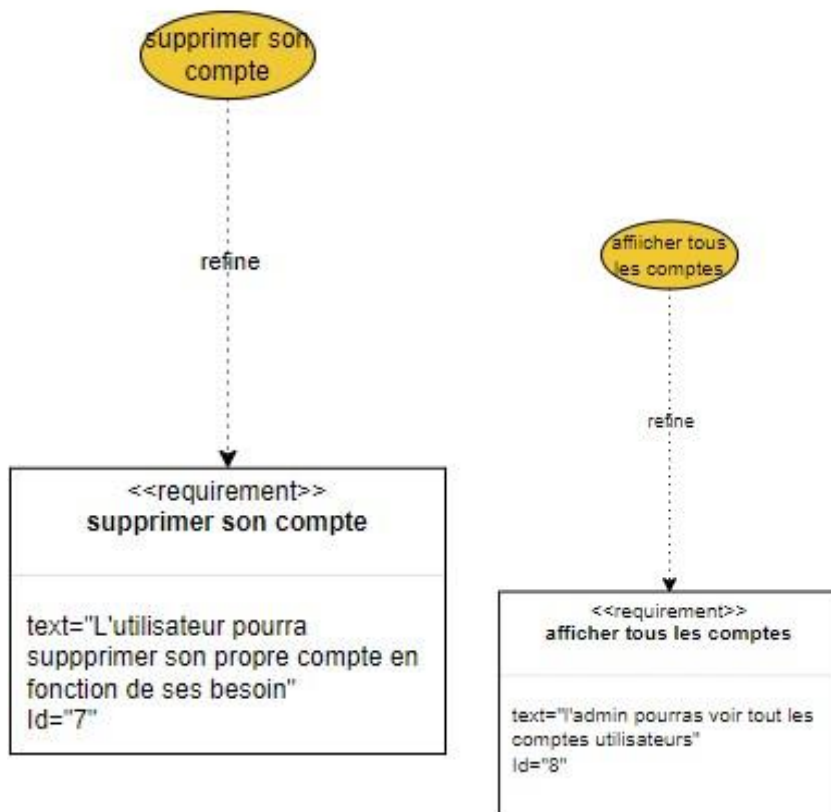 supprimer son
compte
refine
<<requirement>>
supprimer son compte
text="L'utilisateur pourra
suppprimer son propre compte en
fonction de ses besoin"
Id="7"
affiicher tous
les comptes
refine
<<requirement>>
afficher tous les comptes
text="l'admin pourras voir tout les
comptes utilisateurs"
Id="8"